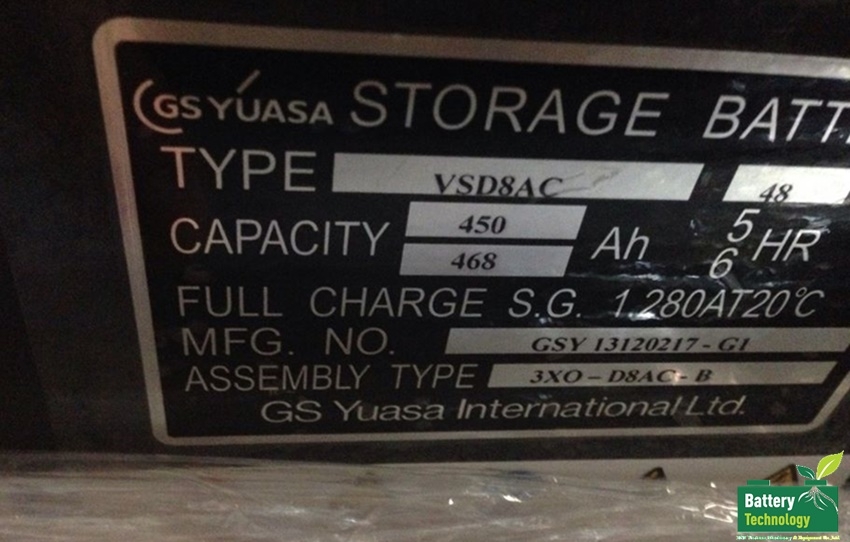 GS YUASA STORAGE BATT
TYPE VSD8AC 48
CAPACITY 450 468 Ah 5 6 HR
FULL CHARGE S.G. 1.280AT20°C
MFG. NO. GSY 13120217 - G1
ASSEMBLY TYPE 3XO - D8AC - B
GS Yuasa International Ltd.
Battery
Technology